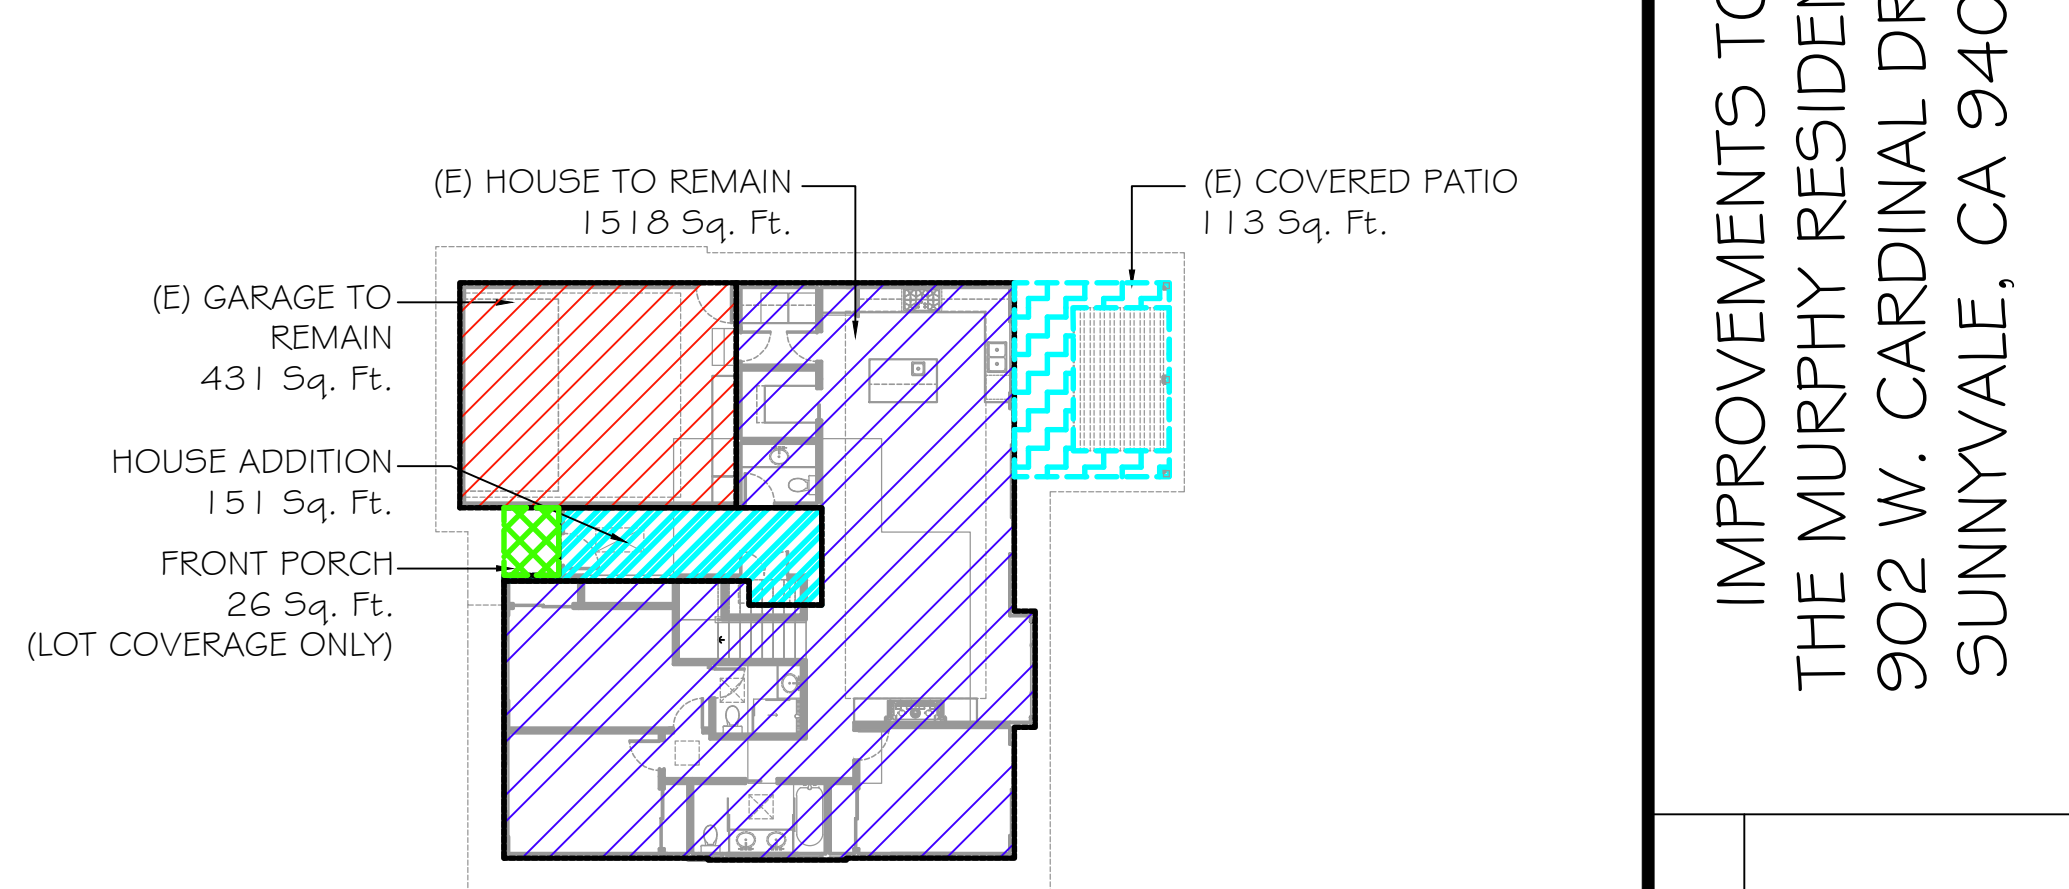 (E) HOUSE TO REMAIN
1518 Sq. Ft.
(E) COVERED PATIO
113 Sq. Ft.
(E) GARAGE TO
REMAIN
431 Sq. Ft.
HOUSE ADDITION
151 Sq. Ft.
FRONT PORCH
26 Sq. Ft.
(LOT COVERAGE ONLY)
IMPROVEMENTS TO
THE MURPHY
902 W. CARDINAL DR
SUNNYVALE, CA